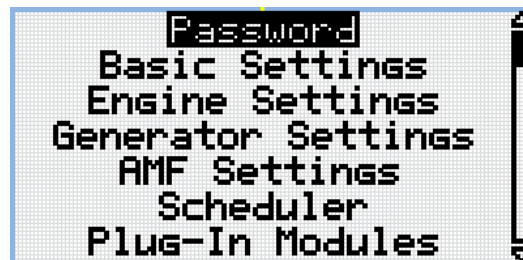 Password
Basic Settings
Engine Settings
Generator Settings
AMF Settings
Scheduler
Plug-In Modules